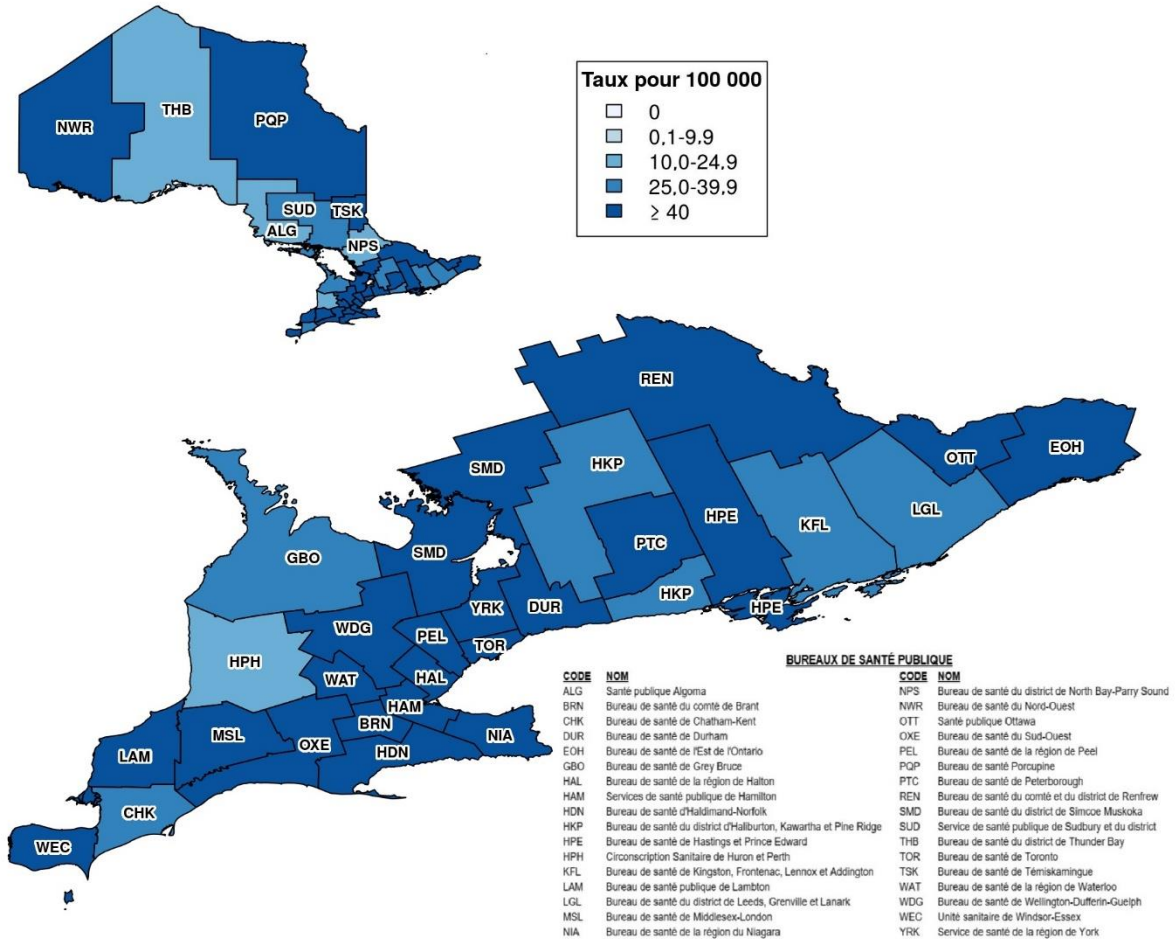 Taux pour 100 000
0
0,1-9,9
10,0-24,9
25,0-39,9
≥ 40
THB
NWR
PQP
SUD
TSK
ALG
NPS
REN
SMD
HKP
OTT
EOH
LGL
HPE
KFL
PTC
SMD
GBO
HKP
HPE
YRK
DUR
WDG
PEL
TOR
HPH
WAT
HAL
HAM
BRN
MSL
OXE
NIA
HDN
LAM
CHK
WEC
BUREAUX DE SANTÉ PUBLIQUE
CODE NOM
ALG Santé publique Algoma
BRN Bureau de santé du comté de Brant
CHK Bureau de santé de Chatham-Kent
DUR Bureau de santé de Durham
EOH Bureau de santé de l'Est de l'Ontario
GBO Bureau de santé de Grey Bruce
HAL Bureau de santé de la région de Halton
HAM Services de santé publique de Hamilton
HDN Bureau de santé d'Haldimand-Norfolk
HKP Bureau de santé du district d'Haliburton, Kawartha et Pine Ridge
HPE Bureau de santé de Hastings et Prince Edward
HPH Circonscription Sanitaire de Huron et Perth
KFL Bureau de santé de Kingston, Frontenac, Lennox et Addington
LAM Bureau de santé publique de Lambton
LGL Bureau de santé du district de Leeds, Grenville et Lanark
MSL Bureau de santé de Middlesex-London
NIA Bureau de santé de la région du Niagara
CODE NOM
NPS Bureau de santé du district de North Bay-Parry Sound
NWR Bureau de santé du Nord-Ouest
OTT Santé publique Ottawa
OXE Bureau de santé du Sud-Ouest
PEL Bureau de santé de la région de Peel
PQP Bureau de santé Porcupine
PTC Bureau de santé de Peterborough
REN Bureau de santé du comté et du district de Renfrew
SMD Bureau de santé du district de Simcoe Muskoka
SUD Service de santé publique de Sudbury et du district
THB Bureau de santé du district de Thunder Bay
TOR Bureau de santé de Toronto
TSK Bureau de santé de Témiskamingue
WAT Bureau de santé de la région de Waterloo
WDG Bureau de santé de Wellington-Dufferin-Guelph
WEC Unité sanitaire de Windsor-Essex
YRK Service de santé de la région de York